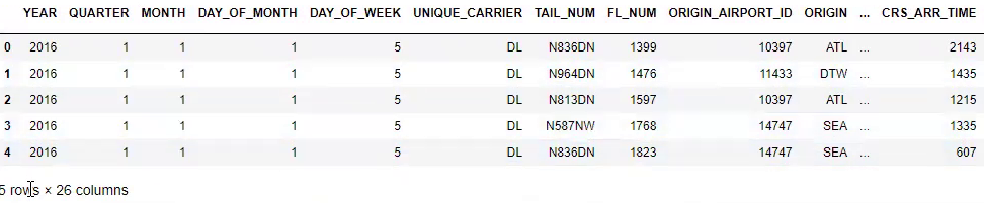 YEAR QUARTER MONTH DAY_OF_MONTH DAY_OF_WEEK UNIQUE_CARRIER TAIL_NUM FL_NUM ORIGIN_AIRPORT_ID ORIGIN ... CRS_ARR_TIME
0 2016 1 1 1 5 DL N836DN 1399 10397 ATL ... 2143
1 2016 1 1 1 5 DL N964DN 1476 11433 DTW ... 1435
2 2016 1 1 1 5 DL N813DN 1597 10397 ATL ... 1215
3 2016 1 1 1 5 DL N587NW 1768 14747 SEA ... 1335
4 2016 1 1 1 5 DL N836DN 1823 14747 SEA ... 607
5 rows × 26 columns